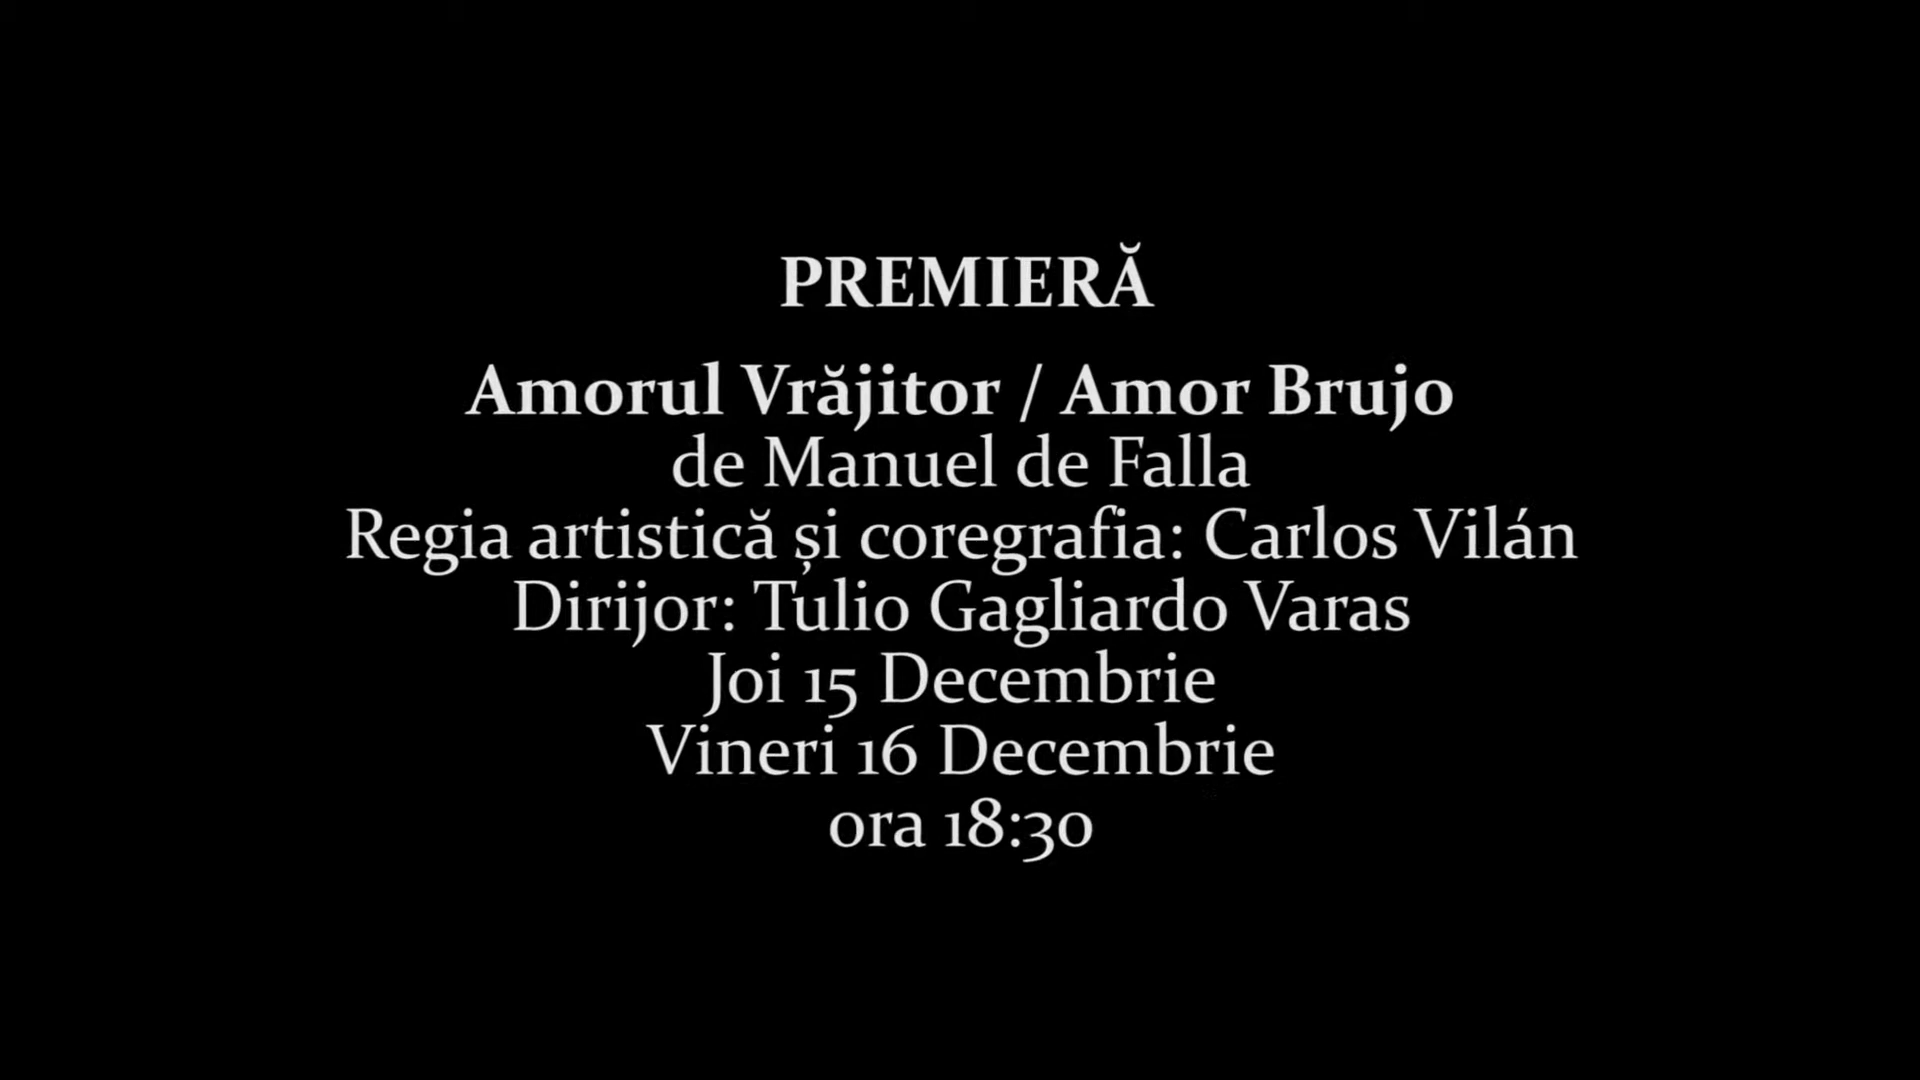 PREMIERĂ
Amorul Vrăjitor / Amor Brujo
de Manuel de Falla
Regia artistică și coregrafia: Carlos Vilán
Dirijor: Tulio Gagliardo Varas
Joi 15 Decembrie
Vineri 16 Decembrie
ora 18:30